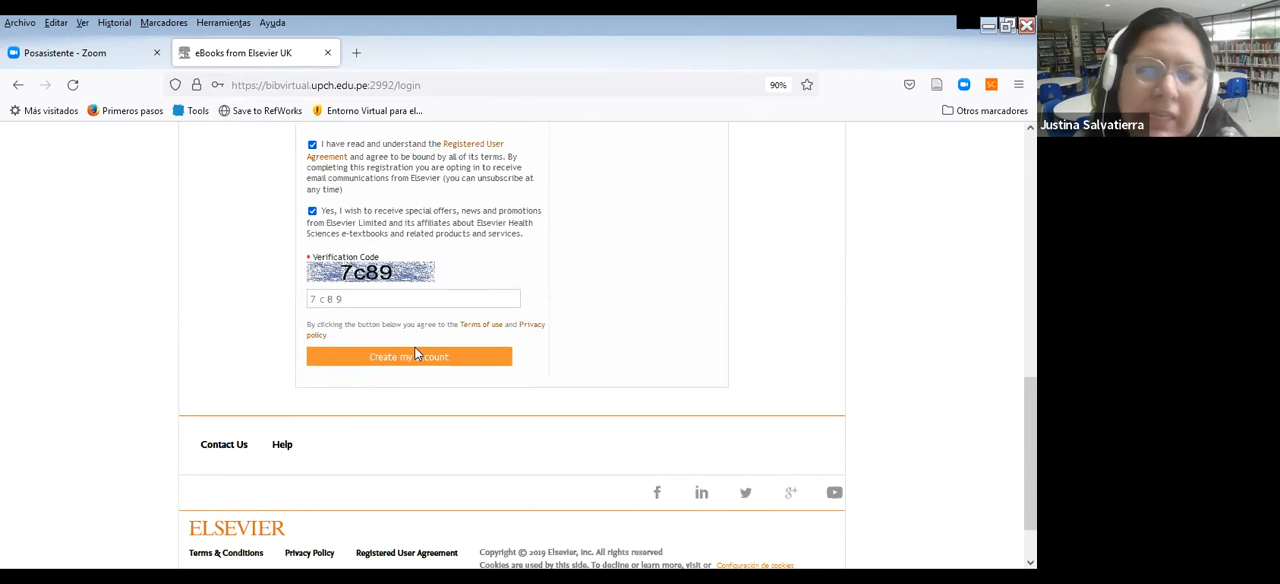 Archivo Editar Ver Historial Marcadores Herramientas Ayuda
Posasistente - Zoom
eBooks from Elsevier UK
https://bibvirtual.upch.edu.pe:2992/login
90%
Más visitados Primeros pasos Tools Save to RefWorks Entorno Virtual para el...
Otros marcadores
Justina Salvatierra
I have read and understand the Registered User
Agreement and agree to be bound by all of its terms. By
completing this registration you are opting in to receive
email communications from Elsevier (you can unsubscribe at
any time)
Yes, I wish to receive special offers, news and promotions
from Elsevier Limited and its affiliates about Elsevier Health
Sciences e-textbooks and related products and services.
* Verification Code
7c89
7 c 8 9
By clicking the button below you agree to the Terms of use and Privacy
policy
Create my account
Contact Us Help
ELSEVIER
Terms & Conditions Privacy Policy Registered User Agreement
Copyright © 2019 Elsevier, Inc. All rights reserved
Cookies are used by this side. To decline or learn more, visit or Configuración de cookies